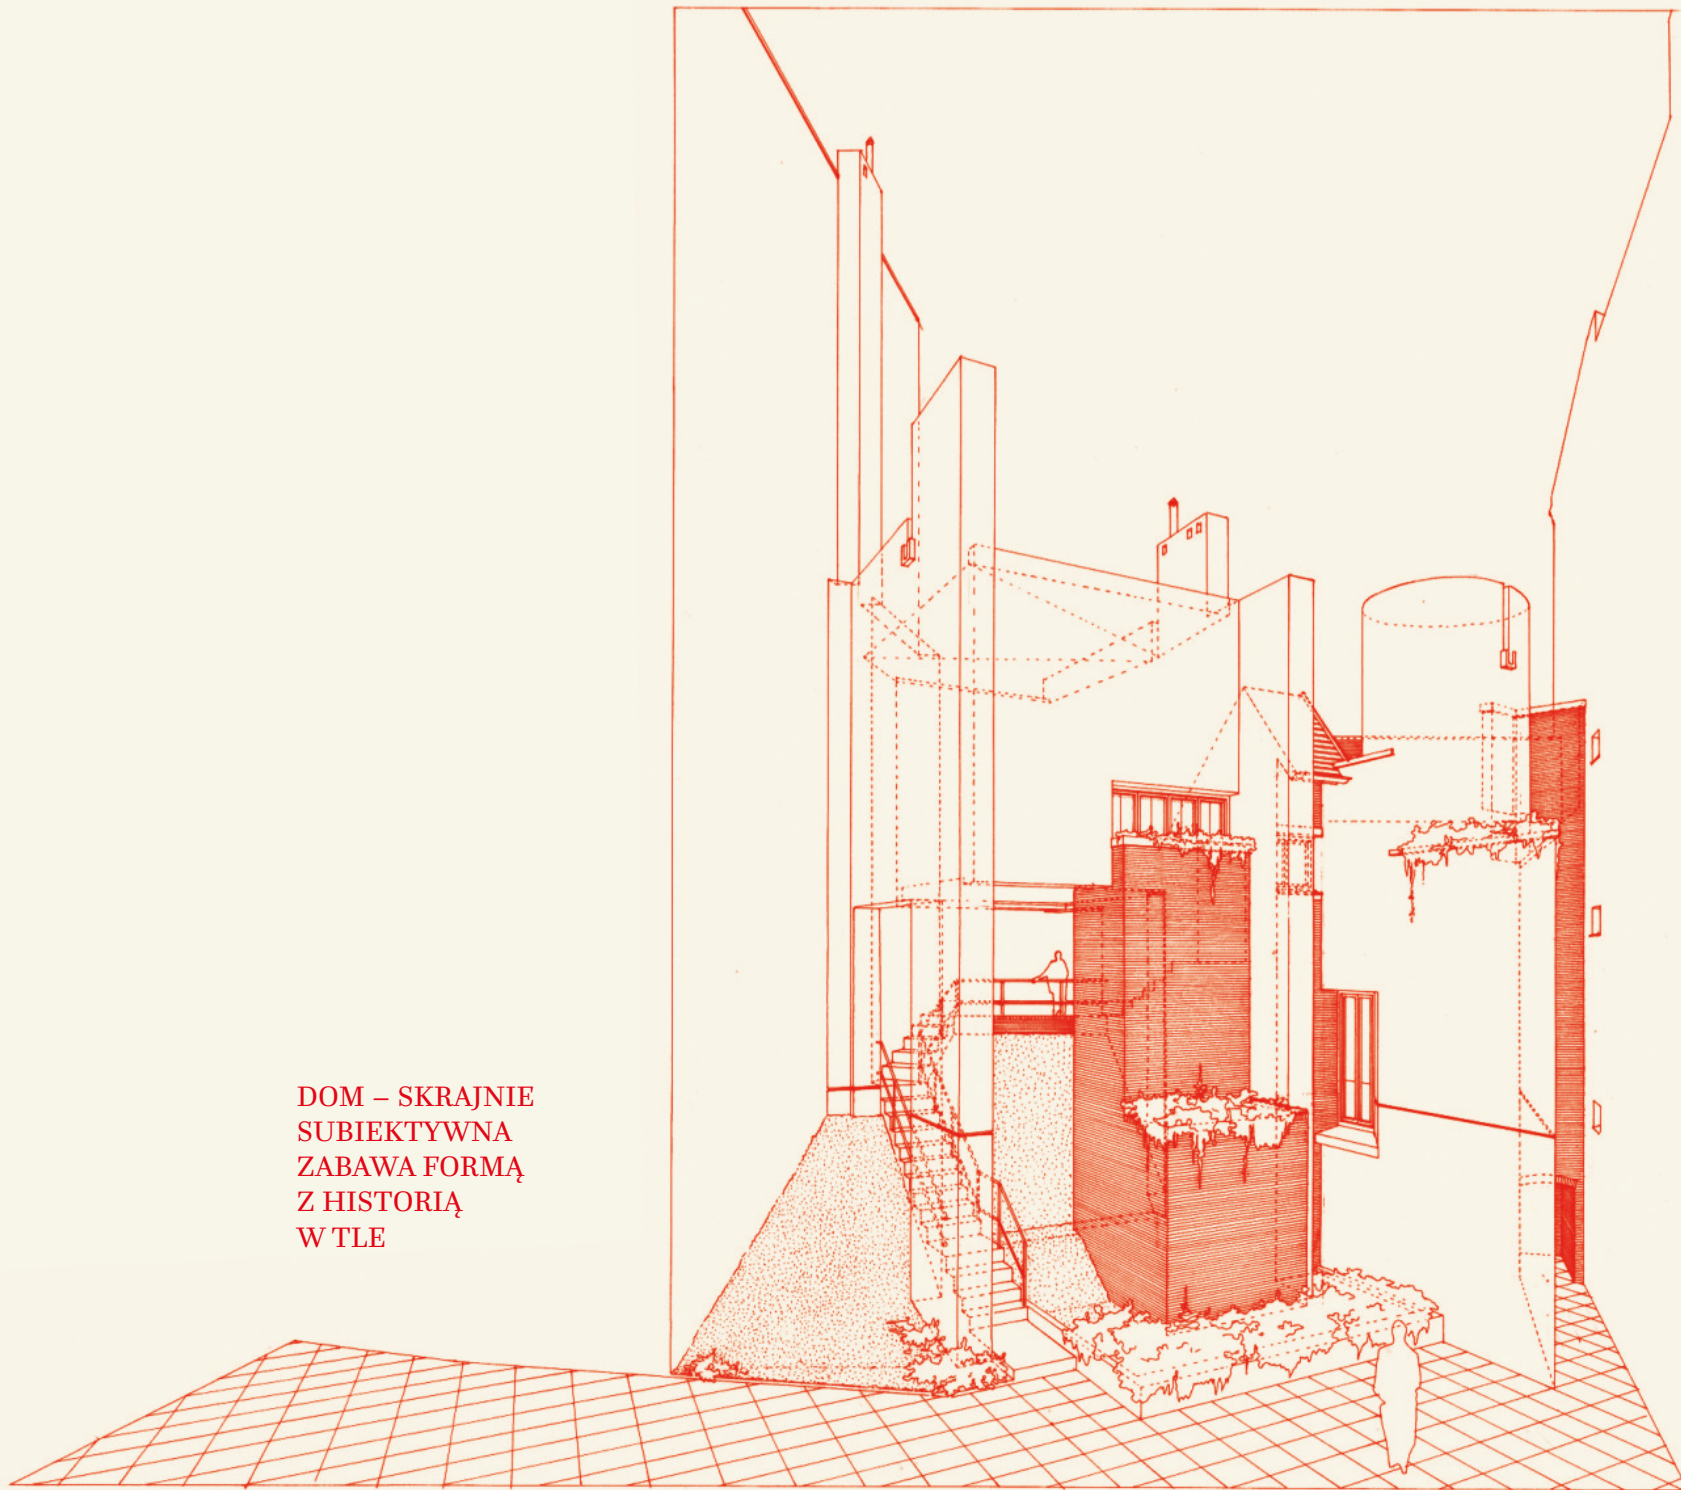 DOM – SKRAJNIE
SUBIEKTYWNA
ZABAWA FORMĄ
Z HISTORIĄ
W TLE